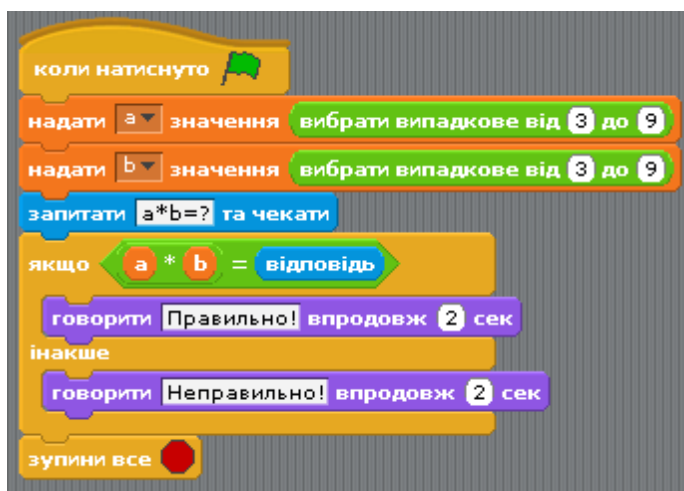 коли натиснуто
надати a значення вибрати випадкове від 3 до 9
надати b значення вибрати випадкове від 3 до 9
запитати a*b=? та чекати
якщо a * b = відповідь
говорити Правильно! впродовж 2 сек
інакше
говорити Неправильно! впродовж 2 сек
зупини все